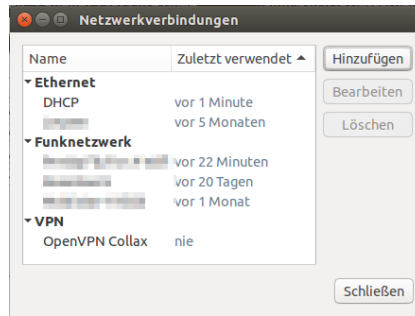 Netzwerkverbindungen
Name Zuletzt verwendet Hinzufügen
Ethernet Bearbeiten
DHCP vor 1 Minute
vor 5 Monaten Löschen
Funknetzwerk
vor 22 Minuten
vor 20 Tagen
vor 1 Monat
VPN
OpenVPN Collax nie
Schließen